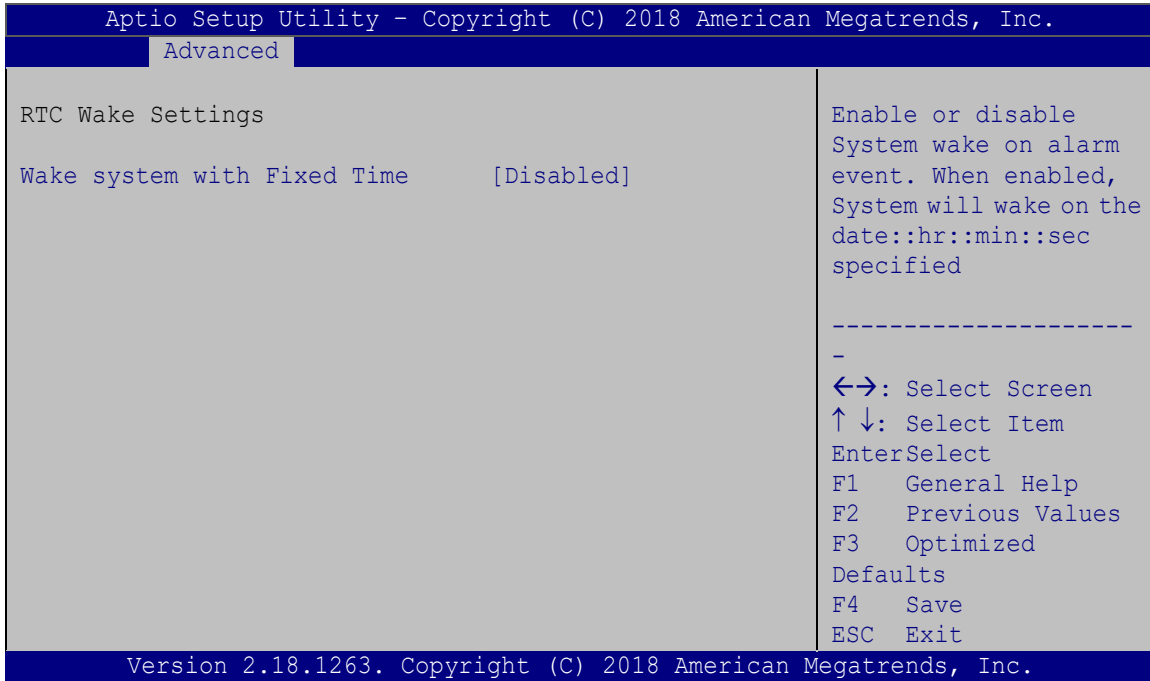 Aptio Setup Utility – Copyright (C) 2018 American Megatrends, Inc.
Advanced
RTC Wake Settings
Wake system with Fixed Time [Disabled]
Enable or disable
System wake on alarm
event. When enabled,
System will wake on the
date::hr::min::sec
specified
---------------------
-
←→: Select Screen
↑ ↓: Select Item
EnterSelect
F1 General Help
F2 Previous Values
F3 Optimized
Defaults
F4 Save
ESC Exit
Version 2.18.1263. Copyright (C) 2018 American Megatrends, Inc.